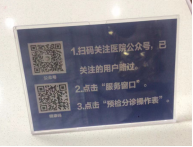 1.扫码关注医院公众号，已
关注的用户略过。
2.点击“服务窗口”
3.点击“预检分诊操作表”